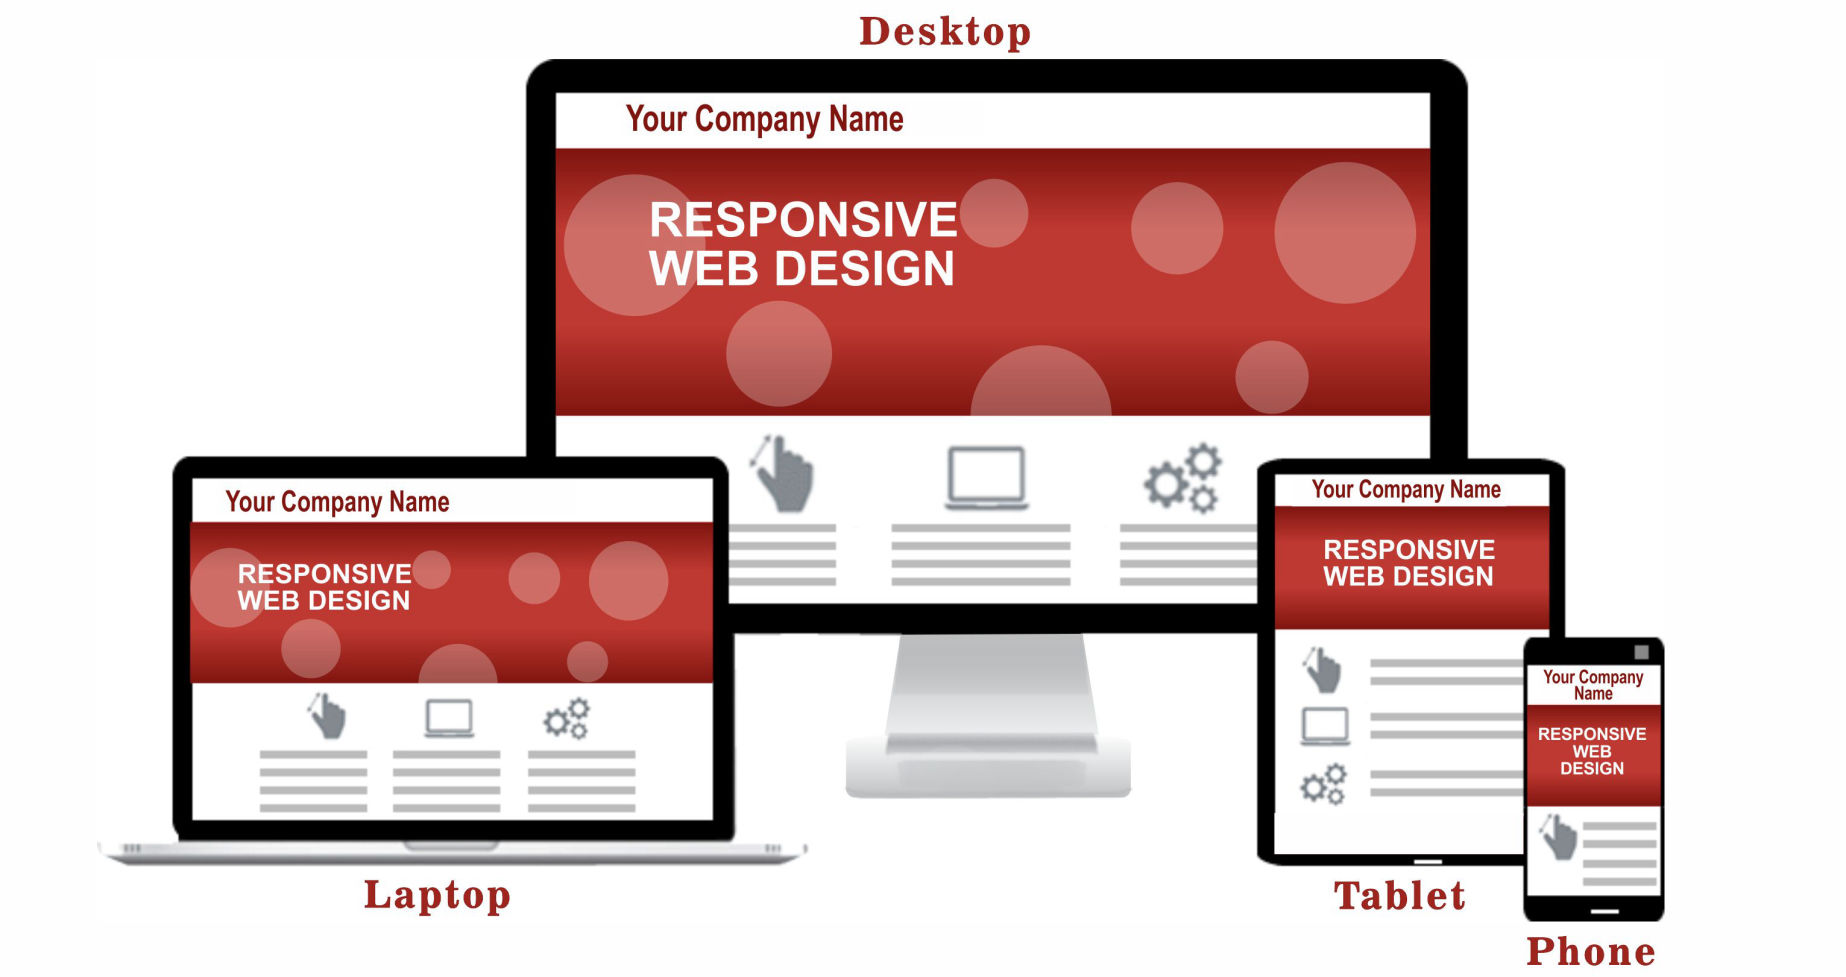 Desktop
Your Company Name
RESPONSIVE
WEB DESIGN
Your Company Name
RESPONSIVE
WEB DESIGN
Laptop
Your Company Name
RESPONSIVE
WEB DESIGN
Tablet
Your Company
Name
RESPONSIVE
WEB
DESIGN
Phone